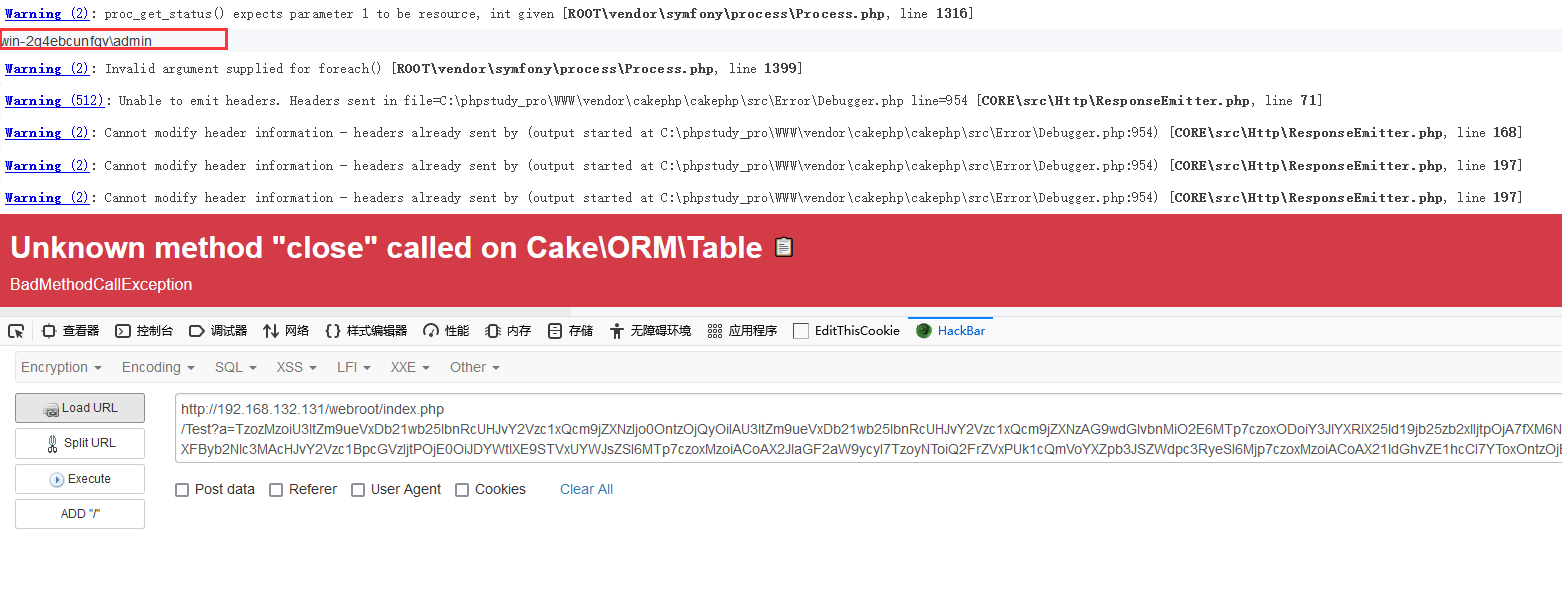 Warning (2): proc_get_status() expects parameter 1 to be resource, int given [ROOT\vendor\symfony\process\Process.php, line 1316]
win-2g4ebcunfgv\admin
Warning (2): Invalid argument supplied for foreach() [ROOT\vendor\symfony\process\Process.php, line 1399]
Warning (512): Unable to emit headers. Headers sent in file=C:\phpstudy_pro\WWW\vendor\cakephp\cakephp\src\Error\Debugger.php line=954 [CORE\src\Http\ResponseEmitter.php, line 71]
Warning (2): Cannot modify header information - headers already sent by (output started at C:\phpstudy_pro\WWW\vendor\cakephp\cakephp\src\Error\Debugger.php:954) [CORE\src\Http\ResponseEmitter.php, line 168]
Warning (2): Cannot modify header information - headers already sent by (output started at C:\phpstudy_pro\WWW\vendor\cakephp\cakephp\src\Error\Debugger.php:954) [CORE\src\Http\ResponseEmitter.php, line 197]
Warning (2): Cannot modify header information - headers already sent by (output started at C:\phpstudy_pro\WWW\vendor\cakephp\cakephp\src\Error\Debugger.php:954) [CORE\src\Http\ResponseEmitter.php, line 197]
Unknown method "close" called on Cake\ORM\Table
BadMethodCallException
查看器 控制台 调试器 网络 样式编辑器 性能 内存 存储 无障碍环境 应用程序 EditThisCookie HackBar
Encryption Encoding SQL XSS LFI XXE Other
Load URL
Split URL
Execute
ADD "/"
http://192.168.132.131/webroot/index.php
Post data Referer User Agent Cookies Clear All